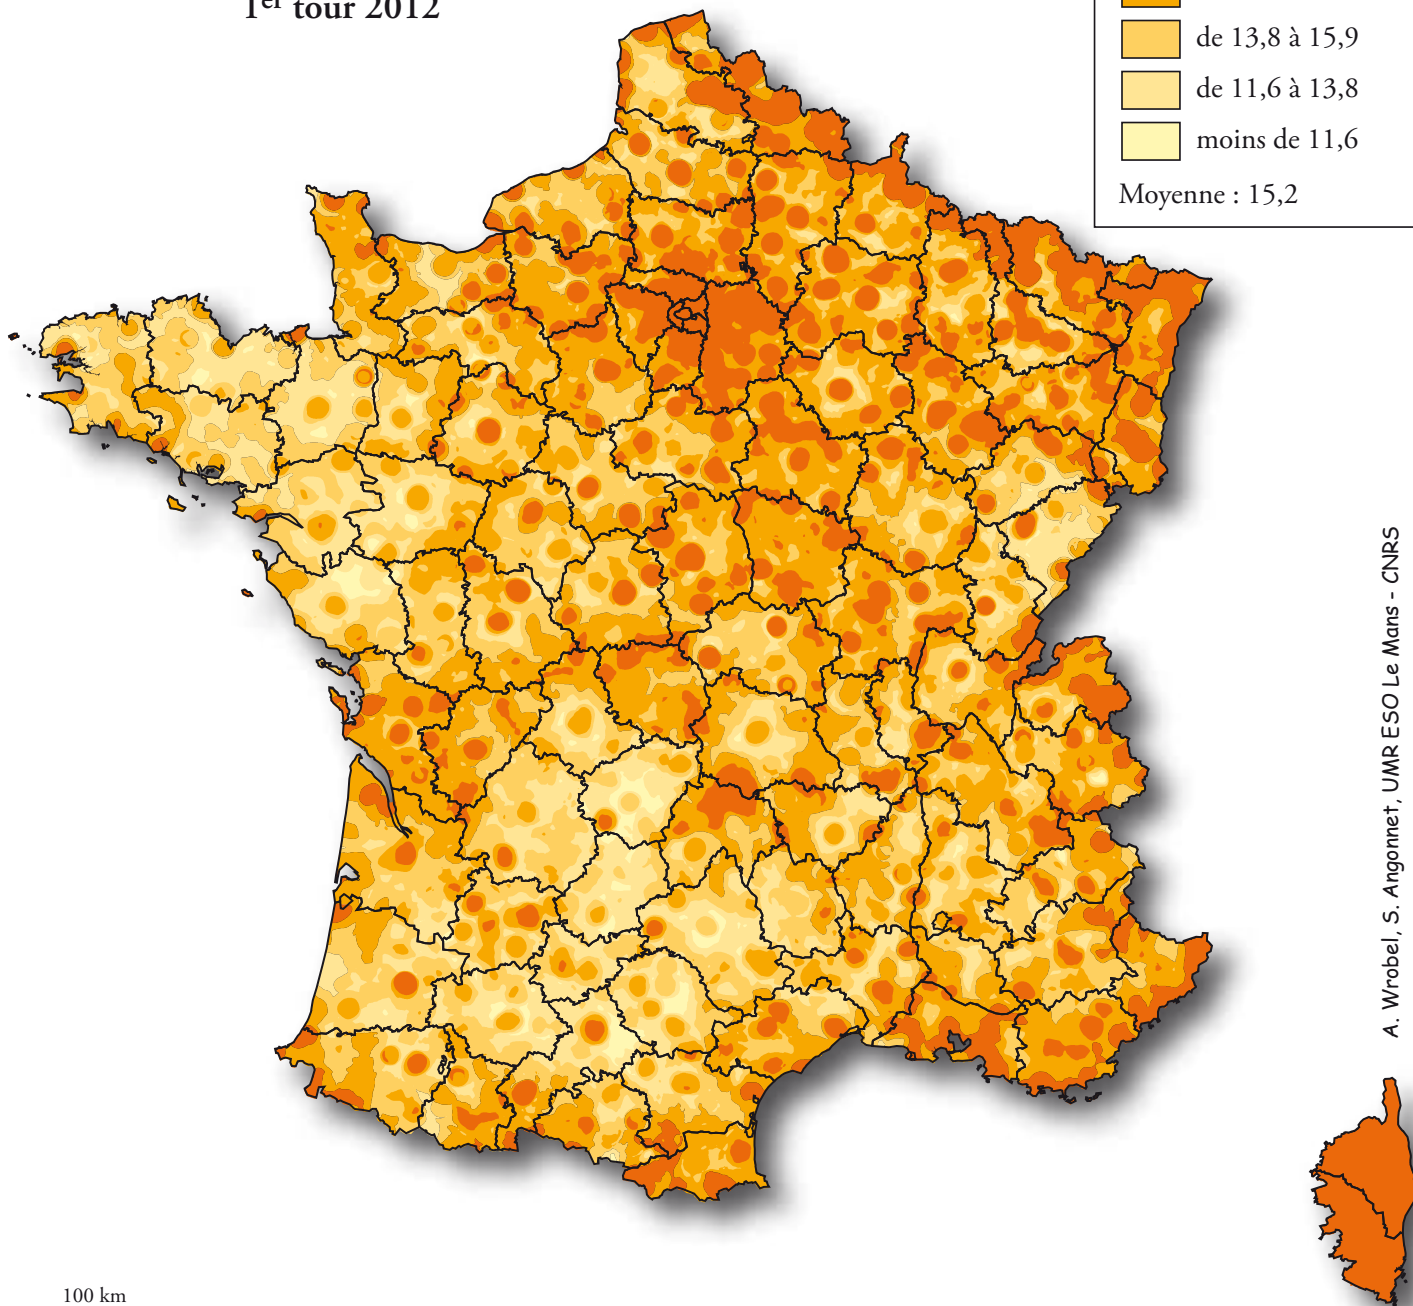 1er tour 2012
de 13,8 à 15,9
de 11,6 à 13,8
moins de 11,6
Moyenne : 15,2
A. Wrobel, S. Angonnet, UMR ESO Le Mans - CNRS
100 km